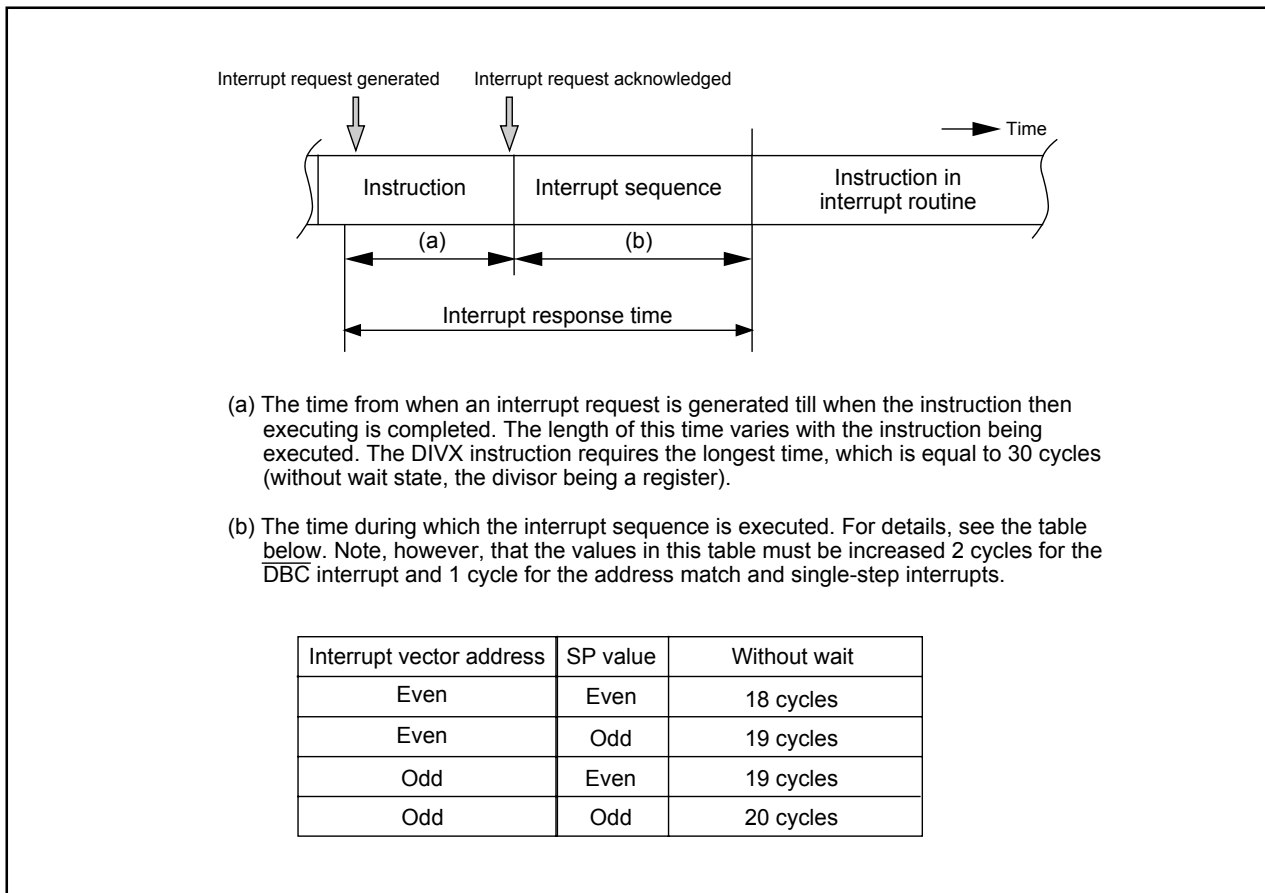 Interrupt request generated
Interrupt request acknowledged
Time
Instruction
Interrupt sequence
Instruction in
interrupt routine
(a)
(b)
Interrupt response time
(a) The time from when an interrupt request is generated till when the instruction then
executing is completed. The length of this time varies with the instruction being
executed. The DIVX instruction requires the longest time, which is equal to 30 cycles
(without wait state, the divisor being a register).
(b) The time during which the interrupt sequence is executed. For details, see the table
below. Note, however, that the values in this table must be increased 2 cycles for the
DBC interrupt and 1 cycle for the address match and single-step interrupts.
Interrupt vector address SP value Without wait
Even Even 18 cycles
Even Odd 19 cycles
Odd Even 19 cycles
Odd Odd 20 cycles